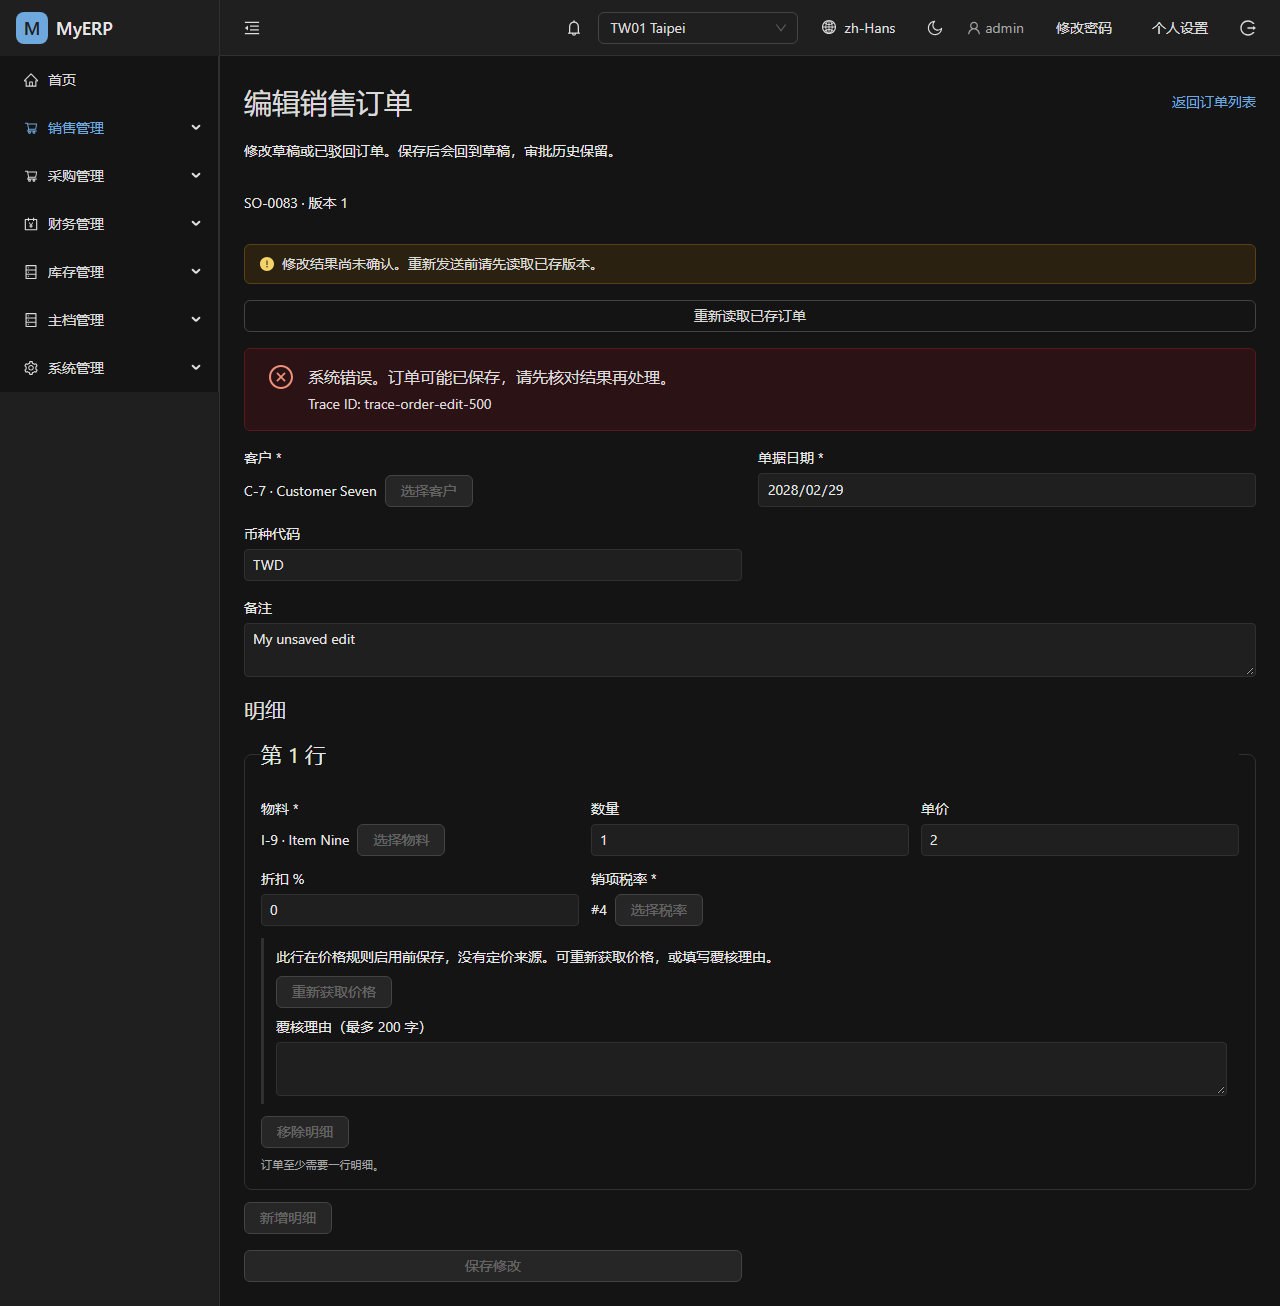 M MyERP
TW01 Taipei
zh-Hans
admin
修改密码
个人设置
首页
销售管理
采购管理
财务管理
库存管理
主档管理
系统管理
编辑销售订单
返回订单列表
修改草稿或已驳回订单。保存后会回到草稿，审批历史保留。
SO-0083 · 版本 1
修改结果尚未确认。重新发送前请先读取已存版本。
重新读取已存订单
系统错误。订单可能已保存，请先核对结果再处理。
Trace ID: trace-order-edit-500
客户 *
单据日期 *
C-7 · Customer Seven 选择客户
2028/02/29
币种代码
TWD
备注
My unsaved edit
明细
第 1 行
物料 *
数量
单价
I-9 · Item Nine 选择物料
1
2
折扣 %
销项税率 *
0
#4 选择税率
此行在价格规则启用前保存，没有定价来源。可重新获取价格，或填写覆核理由。
重新获取价格
覆核理由（最多 200 字）
移除明细
订单至少需要一行明细。
新增明细
保存修改